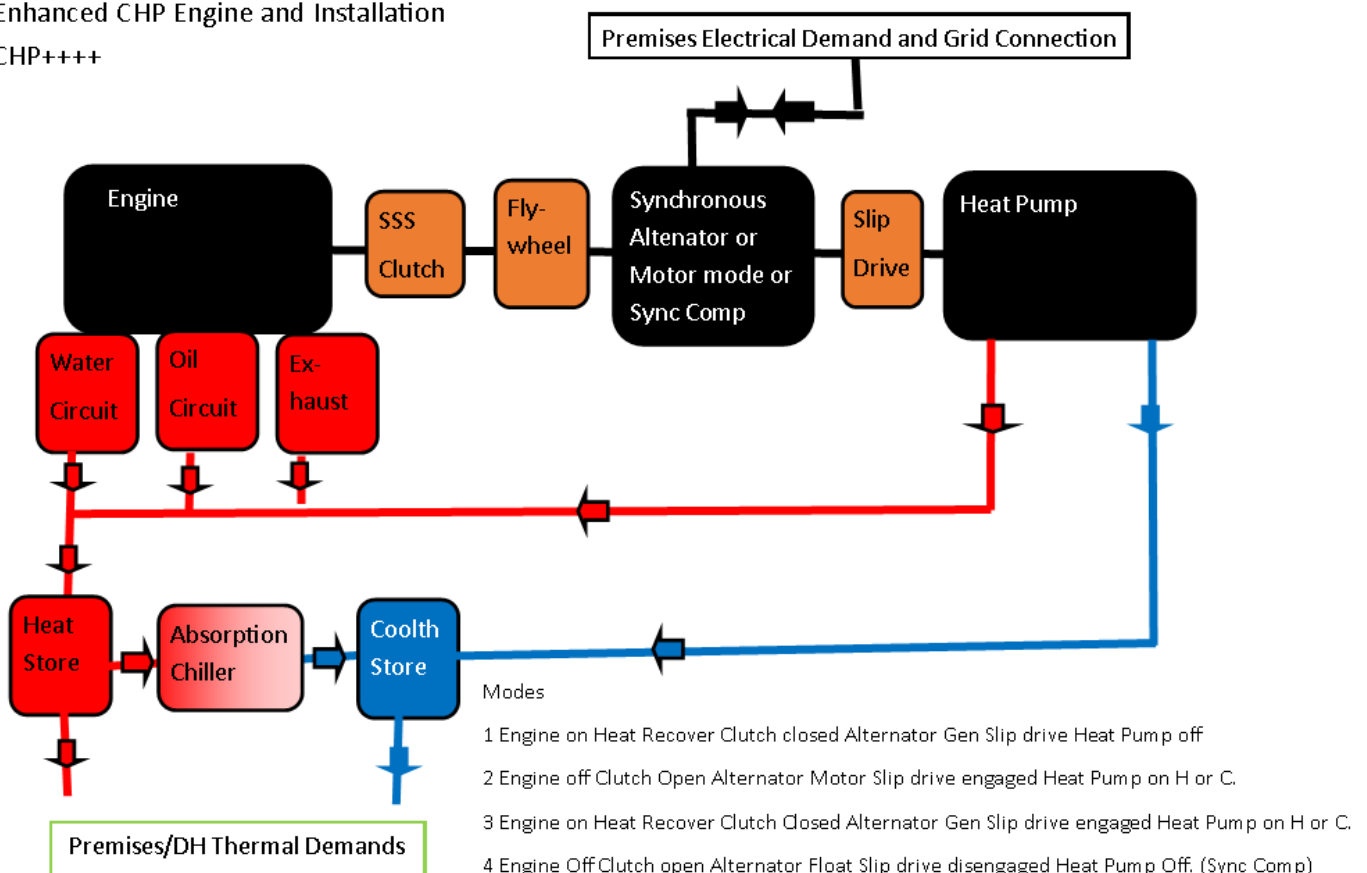 Enhanced CHP Engine and Installation
CHP++++
Premises Electrical Demand and Grid Connection
Engine
SSS
Clutch
Fly-
wheel
Synchronous
Altenator or
Motor mode or
Sync Comp
Slip
Drive
Heat Pump
Water
Circuit
Oil
Circuit
Ex-
haust
Heat
Store
Absorption
Chiller
Coolth
Store
Modes
1 Engine on Heat Recover Clutch closed Alternator Gen Slip drive Heat Pump off
2 Engine off Clutch Open Alternator Motor Slip drive engaged Heat Pump on H or C.
3 Engine on Heat Recover Clutch Closed Alternator Gen Slip drive engaged Heat Pump on H or C.
4 Engine Off Clutch open Alternator Float Slip drive disengaged Heat Pump Off. (Sync Comp)
Premises/DH Thermal Demands